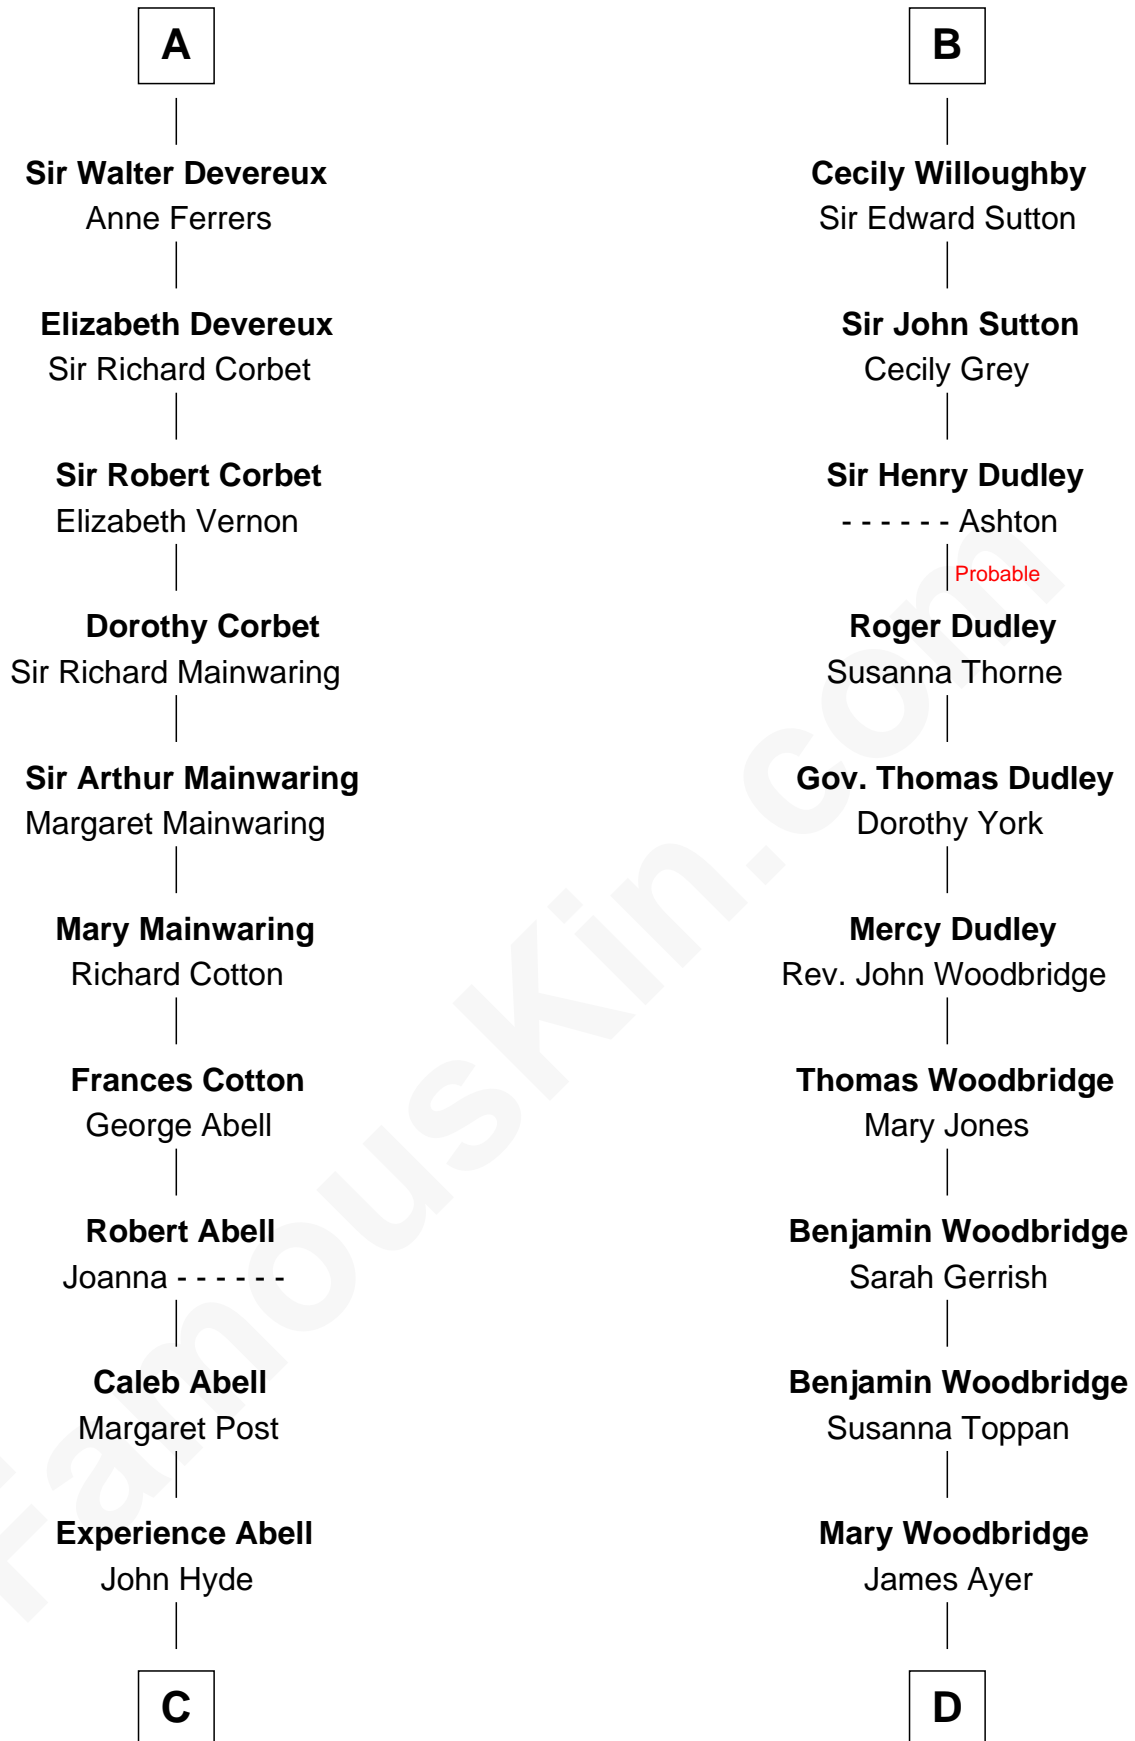 A
Sir Walter Devereux
Anne Ferrers
Elizabeth Devereux
Sir Richard Corbet
Sir Robert Corbet
Elizabeth Vernon
Dorothy Corbet
Sir Richard Mainwaring
Sir Arthur Mainwaring
Margaret Mainwaring
Mary Mainwaring
Richard Cotton
Frances Cotton
George Abell
Robert Abell
Joanna - - - - - -
Caleb Abell
Margaret Post
Experience Abell
John Hyde
C
B
Cecily Willoughby
Sir Edward Sutton
Sir John Sutton
Cecily Grey
Sir Henry Dudley
- - - - - - Ashton
Probable
Roger Dudley
Susanna Thorne
Gov. Thomas Dudley
Dorothy York
Mercy Dudley
Rev. John Woodbridge
Thomas Woodbridge
Mary Jones
Benjamin Woodbridge
Sarah Gerrish
Benjamin Woodbridge
Susanna Toppan
Mary Woodbridge
James Ayer
D
FamousKin.com